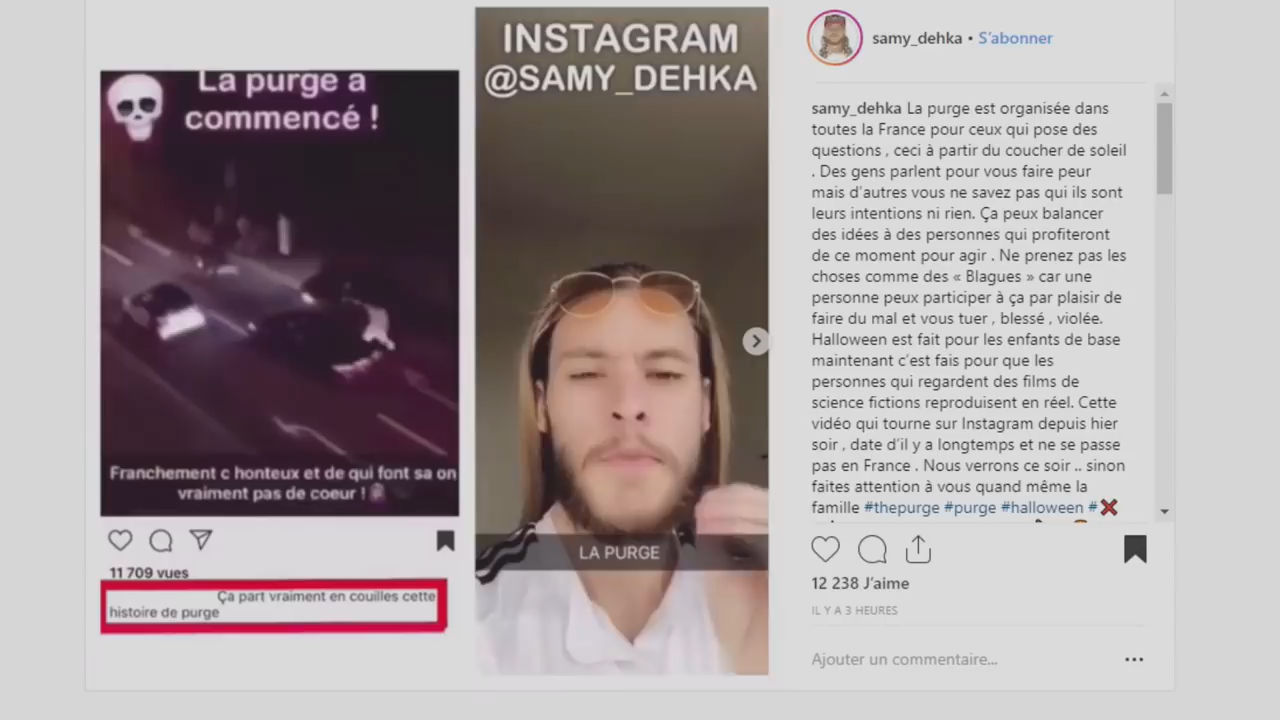 La purge a
commencé !
Franchement c honteux et de qui font sa on
vraiment pas de coeur !
11 709 vues
Ça part vraiment en couilles cette
histoire de purge
INSTAGRAM
@SAMY_DEHKA
LA PURGE
samy_dehka • S'abonner
samy_dehka La purge est organisée dans
toutes la France pour ceux qui pose des
questions , ceci à partir du coucher de soleil
. Des gens parlent pour vous faire peur
mais d'autres vous ne savez pas qui ils sont
leurs intentions ni rien. Ça peux balancer
des idées à des personnes qui profiteront
de ce moment pour agir . Ne prenez pas les
choses comme des « Blagues » car une
personne peux participer à ça par plaisir de
faire du mal et vous tuer , blessé , violée.
Halloween est fait pour les enfants de base
maintenant c'est fais pour que les
personnes qui regardent des films de
science fictions reproduisent en réel. Cette
vidéo qui tourne sur Instagram depuis hier
soir , date d'il y a longtemps et ne se passe
pas en France . Nous verrons ce soir .. sinon
faites attention à vous quand même la
famille #thepurge #purge #halloween #❌
12 238 J'aime
IL Y A 3 HEURES
Ajouter un commentaire...